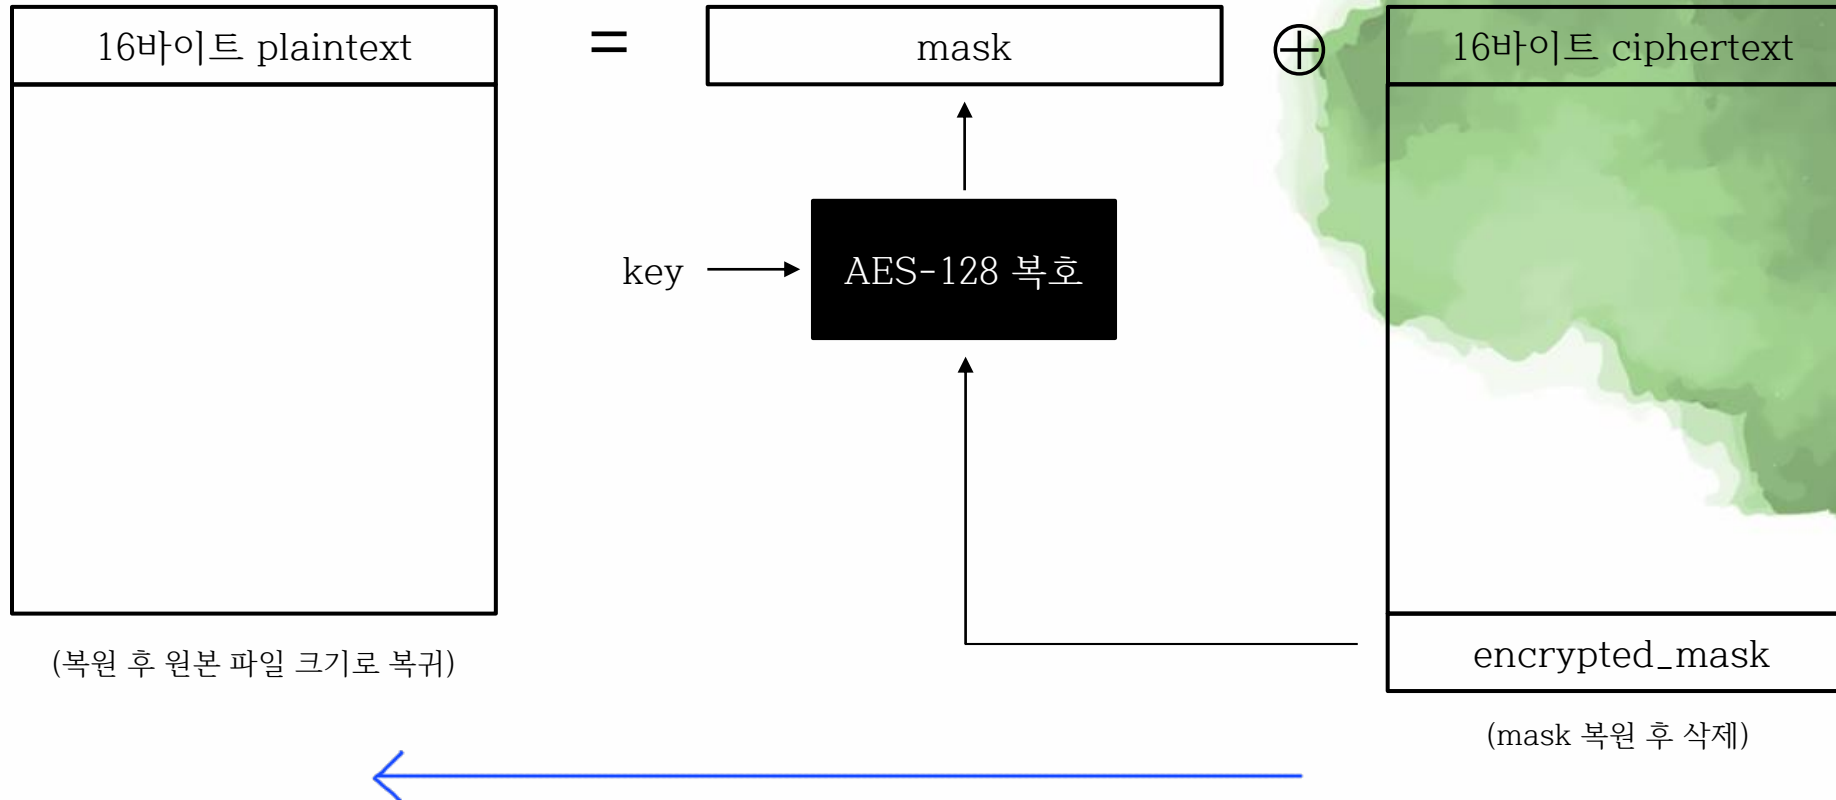 16바이트 plaintext
=
mask
⊕
16바이트 ciphertext
key
AES-128 복호
encrypted_mask
(복원 후 원본 파일 크기로 복귀)
(mask 복원 후 삭제)